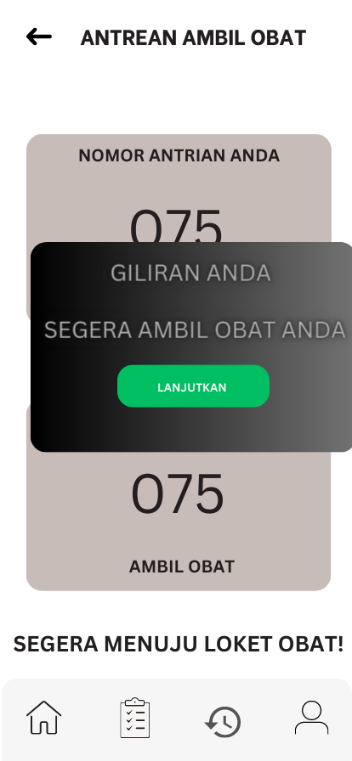 ANTREAN AMBIL OBAT
NOMOR ANTRIAN ANDA
075
GILIRAN ANDA
SEGERA AMBIL OBAT ANDA
LANJUTKAN
075
AMBIL OBAT
SEGERA MENUJU LOKET OBAT!